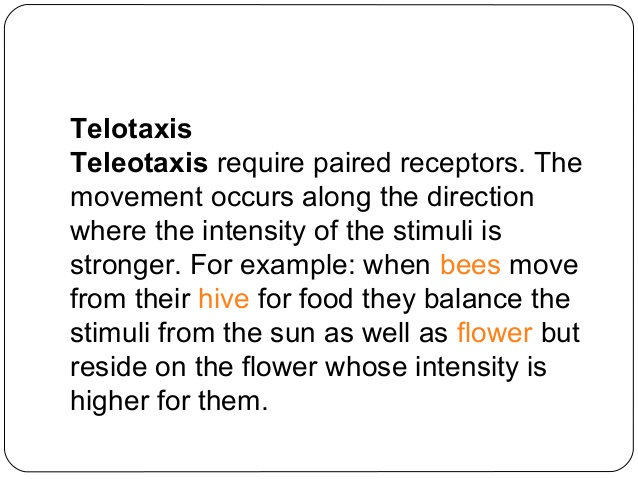 Telotaxis
Teleotaxis require paired receptors. The
movement occurs along the direction
where the intensity of the stimuli is
stronger. For example: when bees move
from their hive for food they balance the
stimuli from the sun as well as flower but
reside on the flower whose intensity is
higher for them.